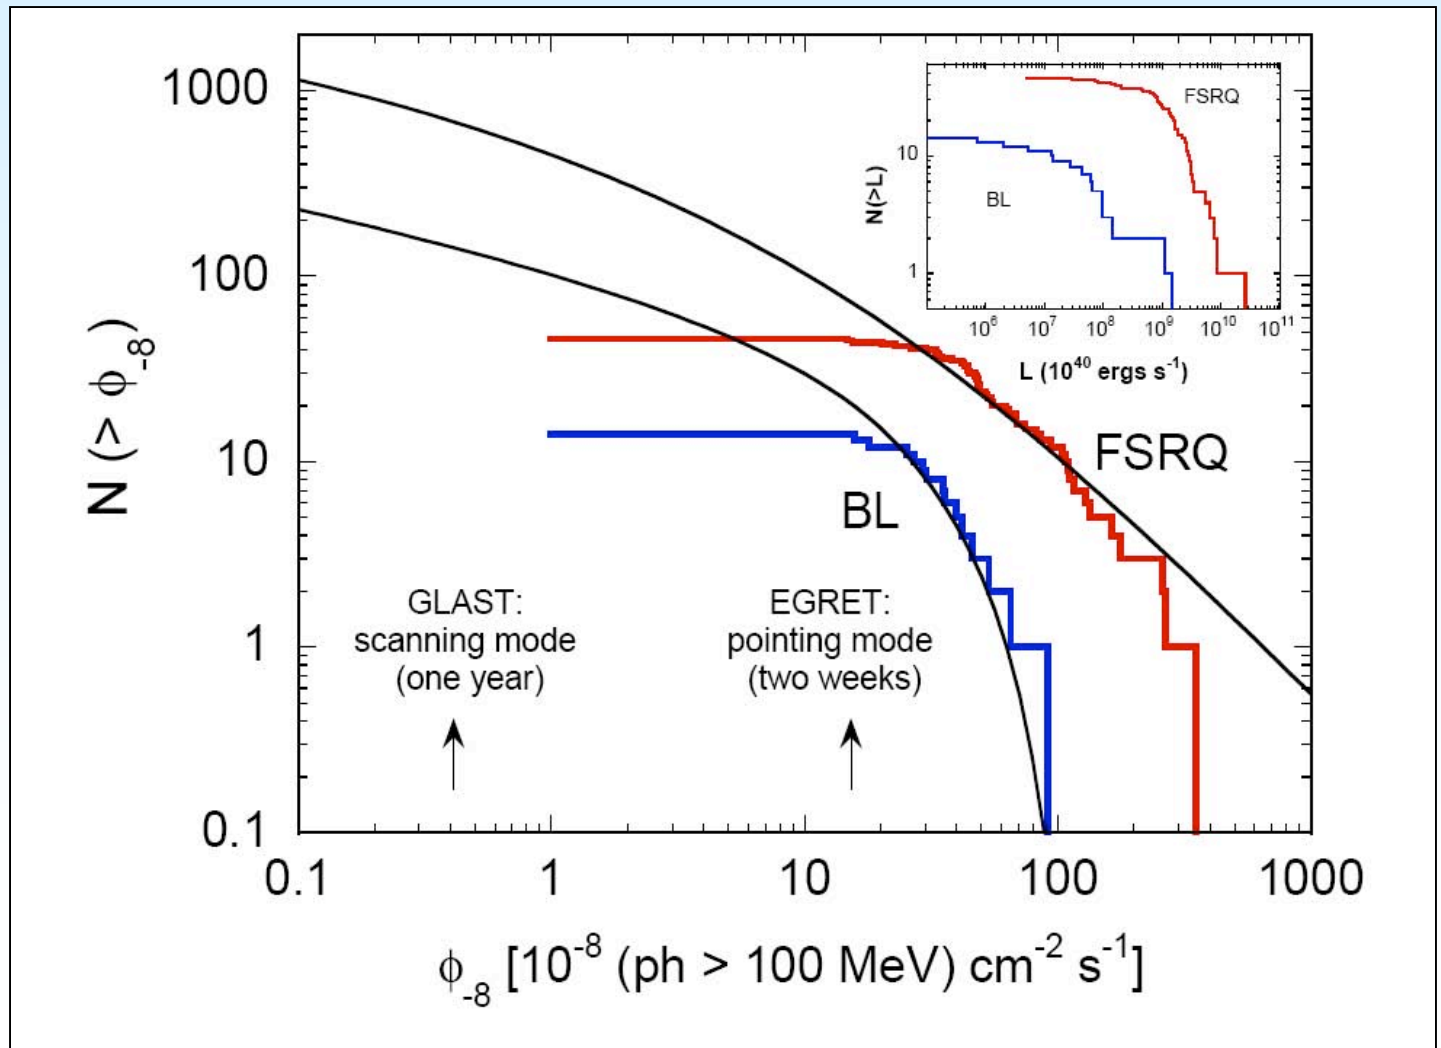 1000
100
10
1
0.1
N (> ϕ-8)
0.1 1 10 100 1000
ϕ-8 [10-8 (ph > 100 MeV) cm-2 s-1]
GLAST:
scanning mode
(one year)
EGRET:
pointing mode
(two weeks)
BL
FSRQ
FSRQ
BL
10
1
N(>L)
10^6 10^7 10^8 10^9 10^10 10^11
L (10^40 ergs s-1)